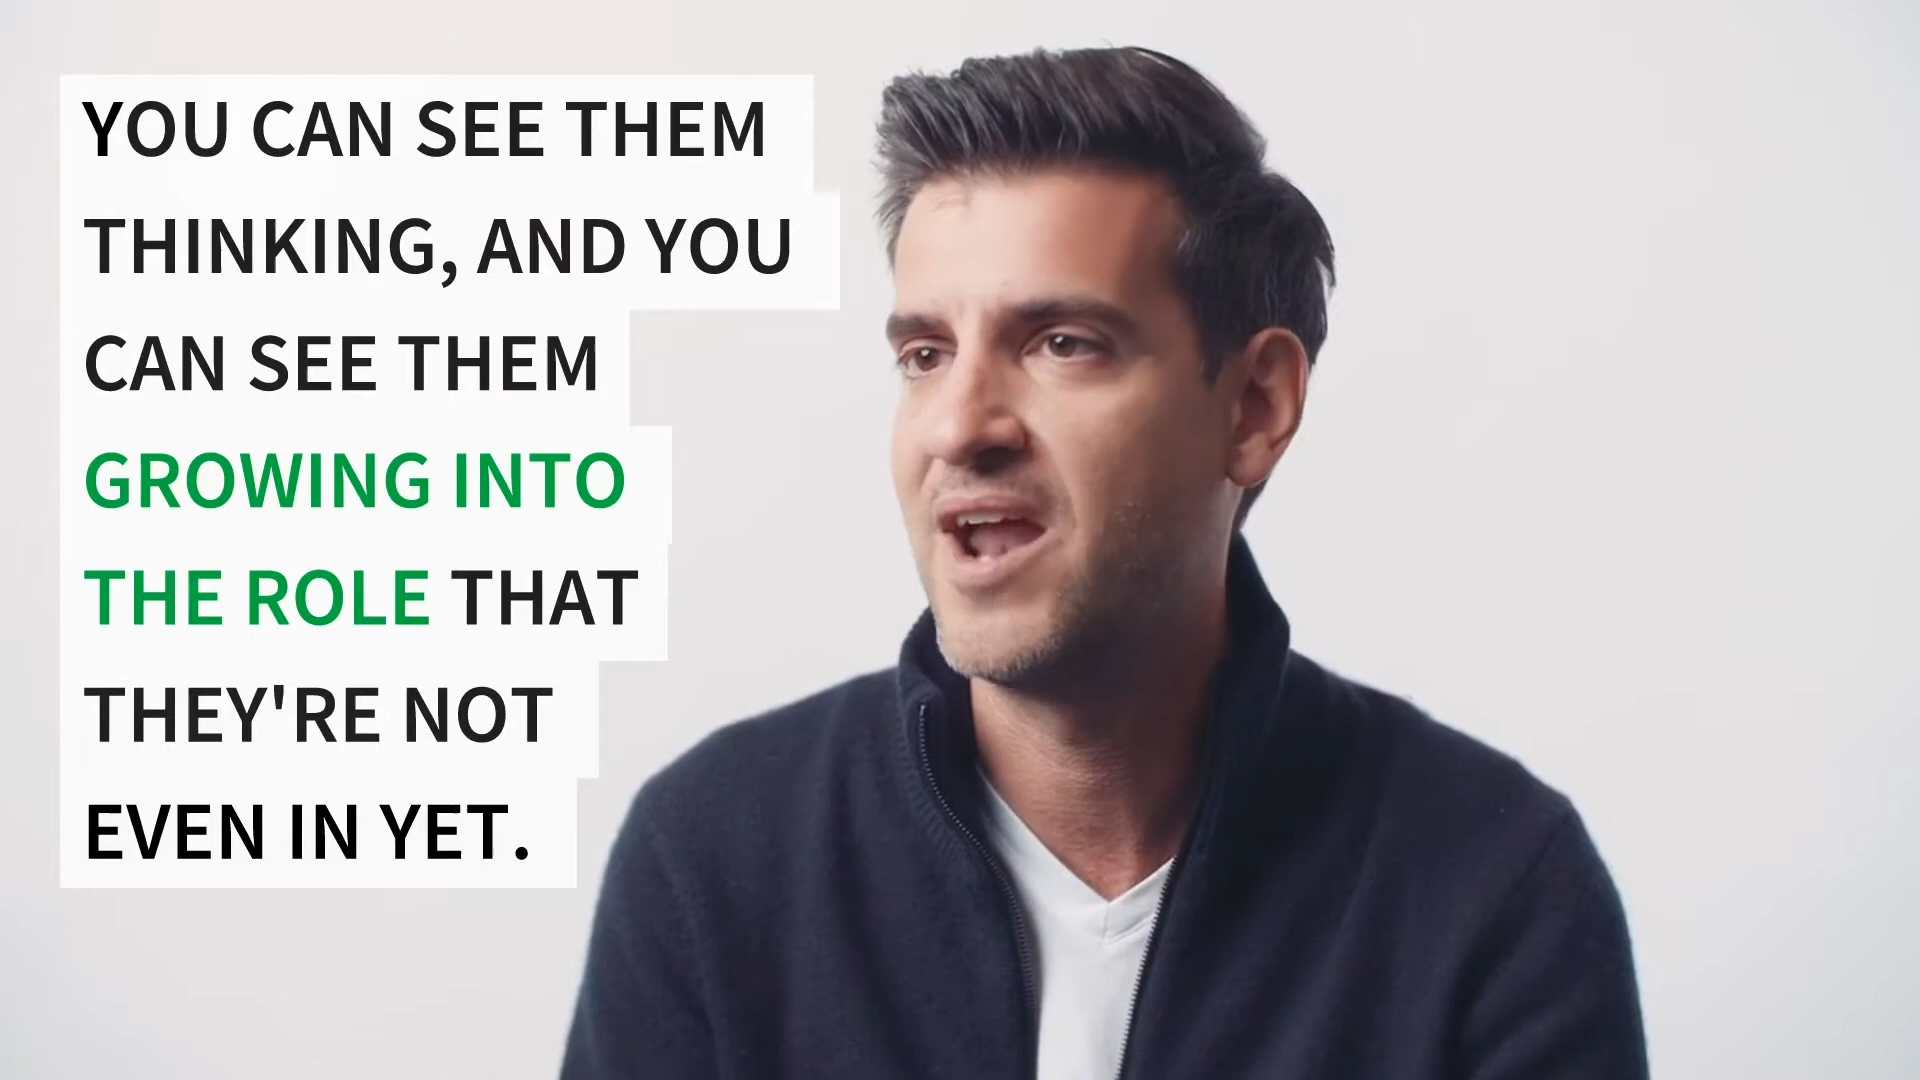 YOU CAN SEE THEM
THINKING, AND YOU
CAN SEE THEM
GROWING INTO
THE ROLE THAT
THEY'RE NOT
EVEN IN YET.